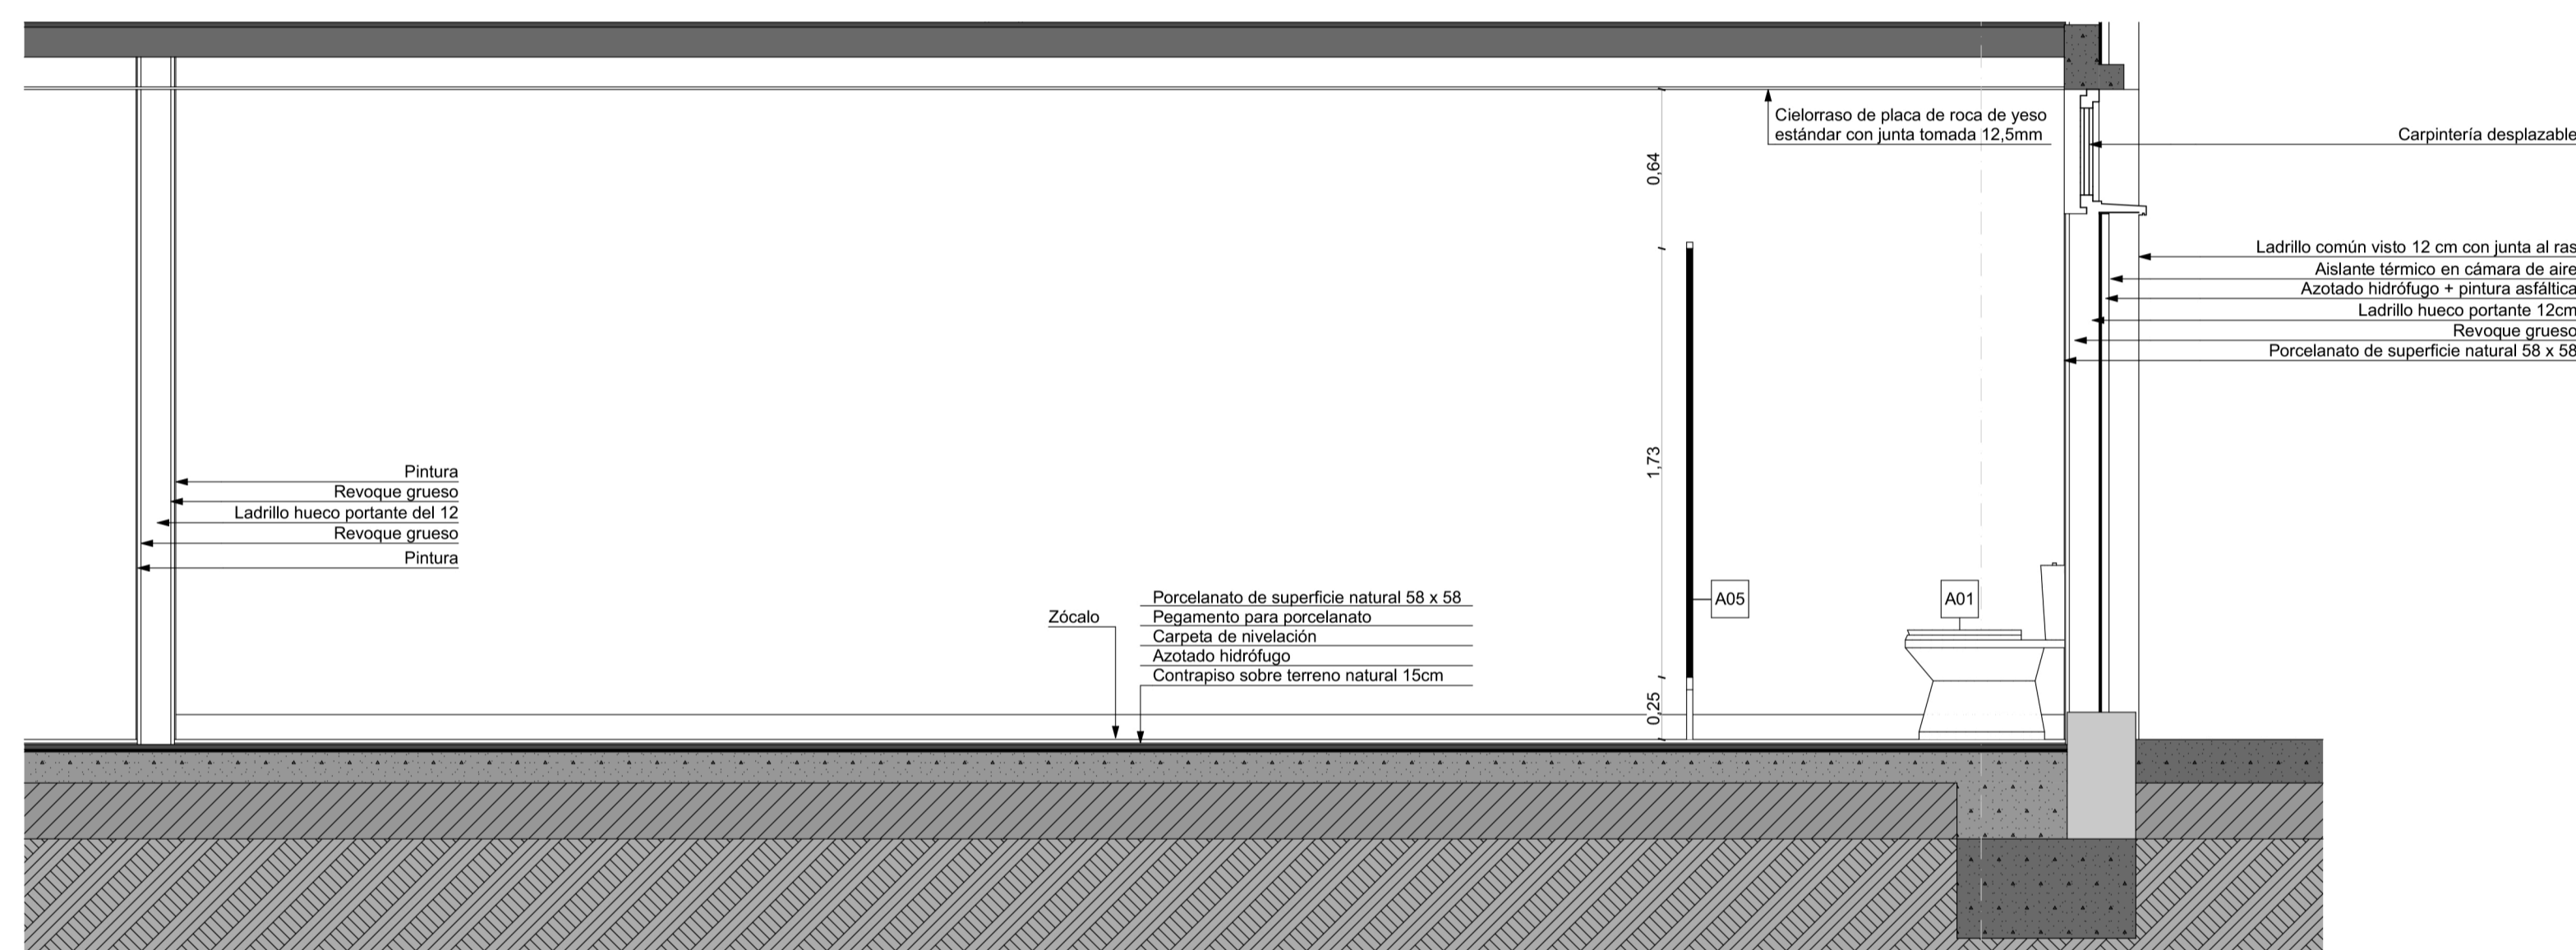 Cielorraso de placa de roca de yeso
estándar con junta tomada 12,5mm
Carpintería desplazable
0,64
Ladrillo común visto 12 cm con junta al ras
Aislante térmico en cámara de aire
Azotado hidrófugo + pintura asfáltica
Ladrillo hueco portante 12cm
Revoque grueso
Porcelanato de superficie natural 58 x 58
1,73
Pintura
Revoque grueso
Ladrillo hueco portante del 12
Revoque grueso
Pintura
Zócalo
Porcelanato de superficie natural 58 x 58
Pegamento para porcelanato
Carpeta de nivelación
Azotado hidrófugo
Contrapiso sobre terreno natural 15cm
A05
A01
0,25